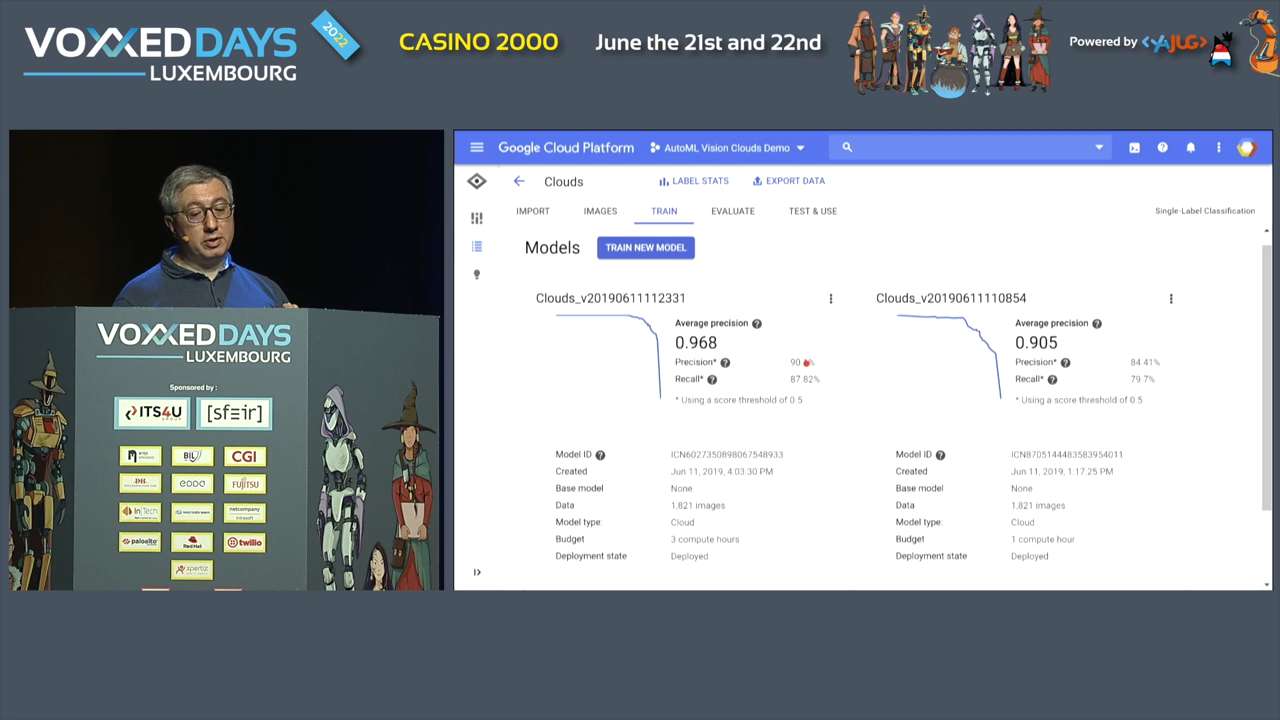 VOXXED DAYS
LUXEMBOURG
2022
CASINO 2000
June the 21st and 22nd
Powered by <YAJUG>
VOXXED DAYS
LUXEMBOURG
Sponsored by :
ITS4U
GROUP
[sfeir]
BIL
CGI
FUJITSU
InTech
netcompany
paloalto
RedHat
twilio
xpertiz
Google Cloud Platform
AutoML Vision Clouds Demo
Clouds
LABEL STATS
EXPORT DATA
IMPORT
IMAGES
TRAIN
EVALUATE
TEST & USE
Single-Label Classification
Models
TRAIN NEW MODEL
Clouds_v20190611112331
Average precision
0.968
Precision*
90
%
Recall*
87.82%
* Using a score threshold of 0.5
Model ID
ICN6027350898067548933
Created
Jun 11, 2019, 4:03:30 PM
Base model
None
Data
1,821 images
Model type:
Cloud
Budget
3 compute hours
Deployment state
Deployed
Clouds_v20190611110854
Average precision
0.905
Precision*
84.41%
Recall*
79.7%
* Using a score threshold of 0.5
Model ID
ICN8705144483583954011
Created
Jun 11, 2019, 1:17:25 PM
Base model
None
Data
1,821 images
Model type:
Cloud
Budget
1 compute hour
Deployment state
Deployed